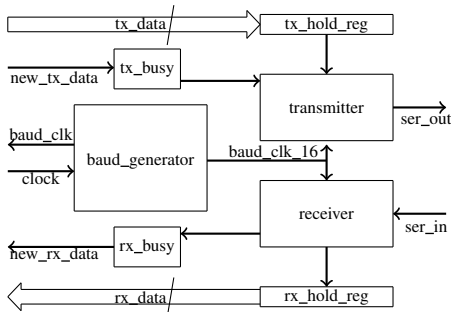 tx_data
tx_hold_reg
new_tx_data
tx_busy
transmitter
ser_out
baud_clk
baud_generator
baud_clk_16
clock
receiver
ser_in
new_rx_data
rx_busy
rx_data
rx_hold_reg